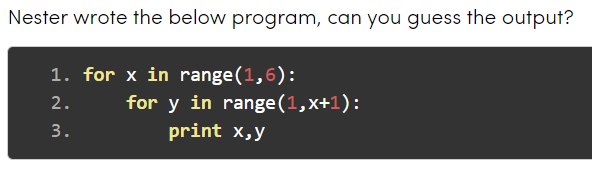 Nester wrote the below program, can you guess the output?
1. for x in range(1,6):
2.     for y in range(1,x+1):
3.         print x,y